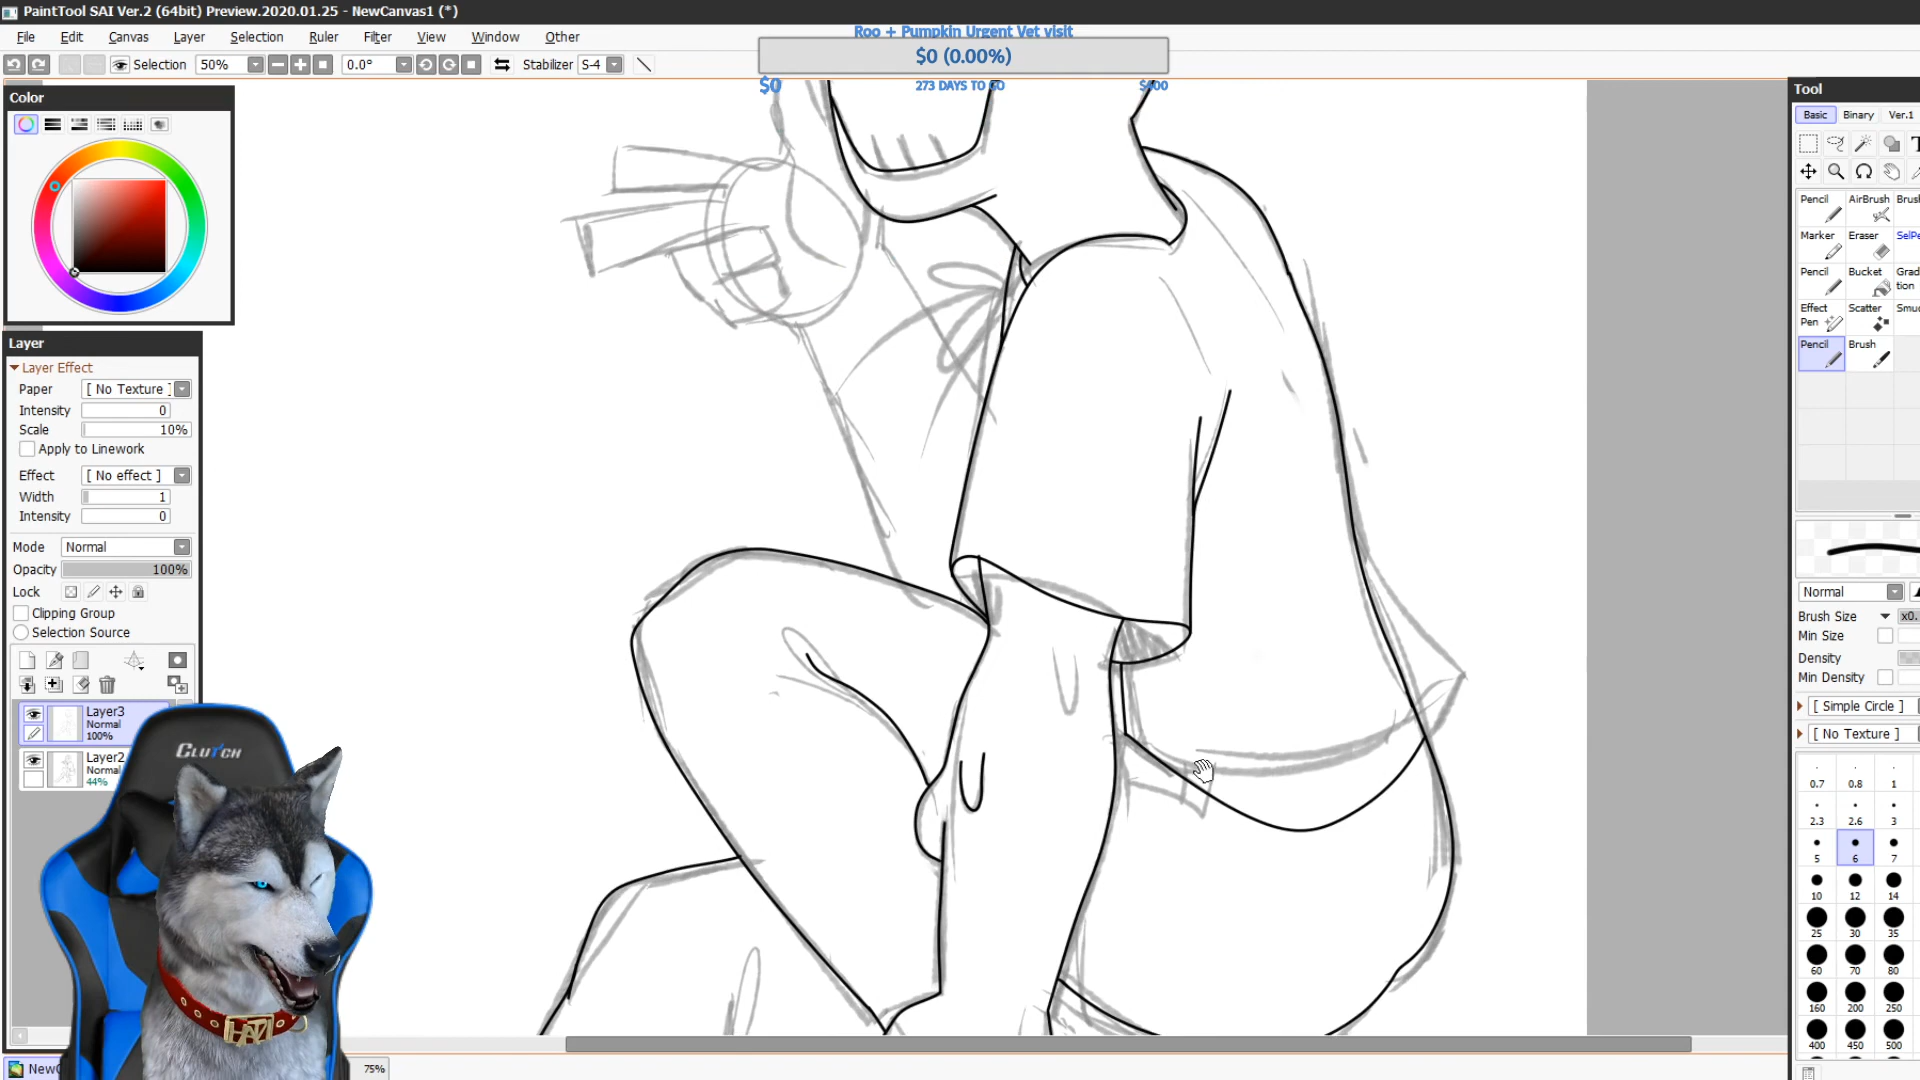 PaintTool SAI Ver.2 (64bit) Preview.2020.01.25 - NewCanvas1 (*)
File Edit Canvas Layer Selection Ruler Filter View Window Other
Roo + Pumpkin Urgent Vet visit
$0 (0.00%)
$0 273 DAYS TO GO $400
Selection 50% 0.0° Stabilizer S-4
Color
Layer
Layer Effect
Paper [ No Texture ]
Intensity 0
Scale 10%
Apply to Linework
Effect [ No effect ]
Width 1
Intensity 0
Mode Normal
Opacity 100%
Lock
Clipping Group
Selection Source
Layer3
Normal
100%
Layer2
Normal
44%
CLUTCH
75%
Tool
Basic Binary Ver.1
T
Pencil AirBrush
Marker Eraser
Pencil Bucket
Effect Pen Scatter
Pencil Brush
Normal
Brush Size x0.
Min Size
Density
Min Density
[ Simple Circle ]
[ No Texture ]
0.7 0.8 1
2.3 2.6 3
5 6 7
10 12 14
25 30 35
60 70 80
160 200 250
400 450 500